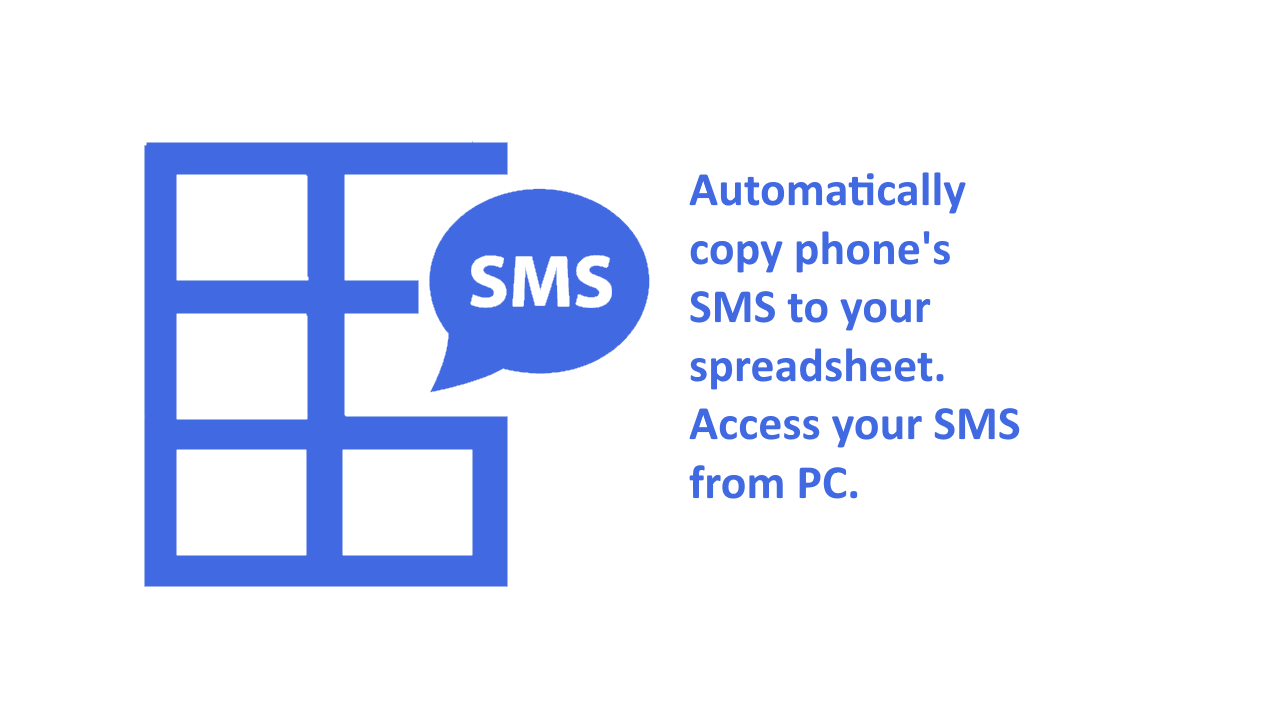 SMS
Automatically
copy phone's
SMS to your
spreadsheet.
Access your SMS
from PC.